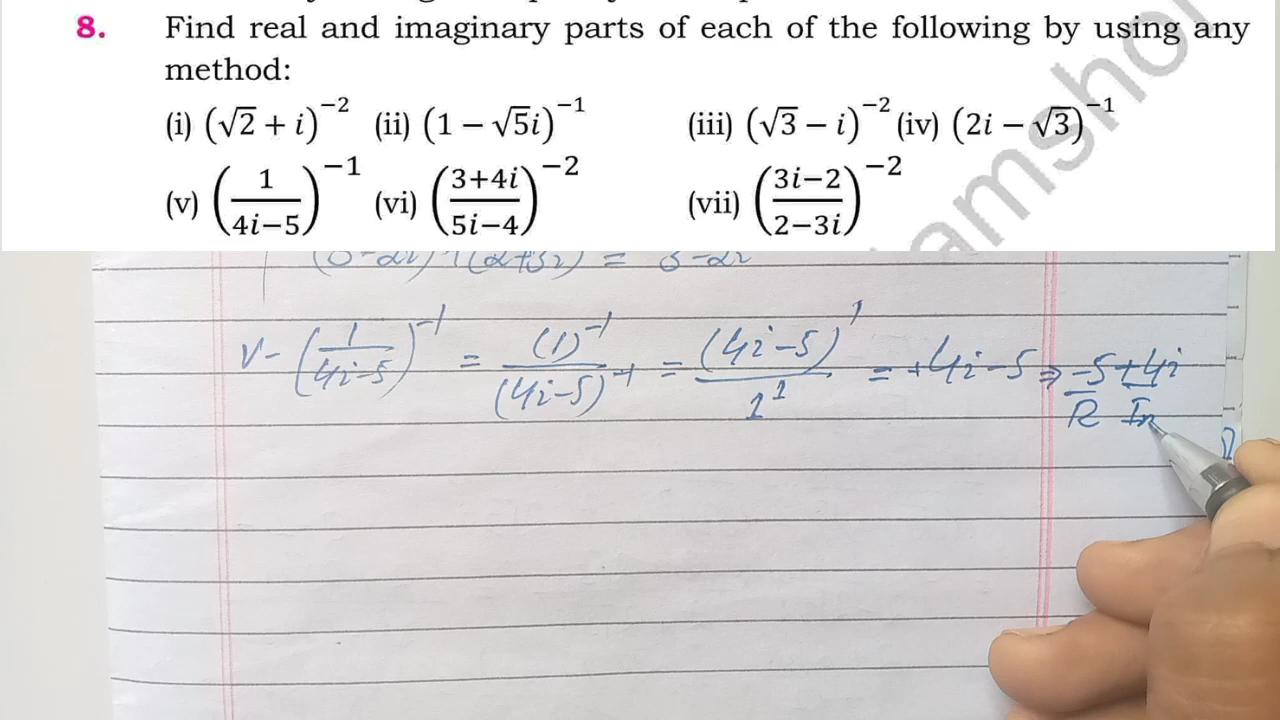 8. Find real and imaginary parts of each of the following by using any
method:
(i) (√2 + i)^−2 (ii) (1 − √5i)^−1 (iii) (√3 − i)^−2 (iv) (2i − √3)^−1
(v) (1/(4i−5))^−1 (vi) ((3+4i)/(5i−4))^−2 (vii) ((3i−2)/(2−3i))^−2
V- (1/(4i-5))^-1 = (1)^-1/(4i-5)^-1 = (4i-5)^1/1^1 = +4i-5 ⇒ -5+4i
R Im